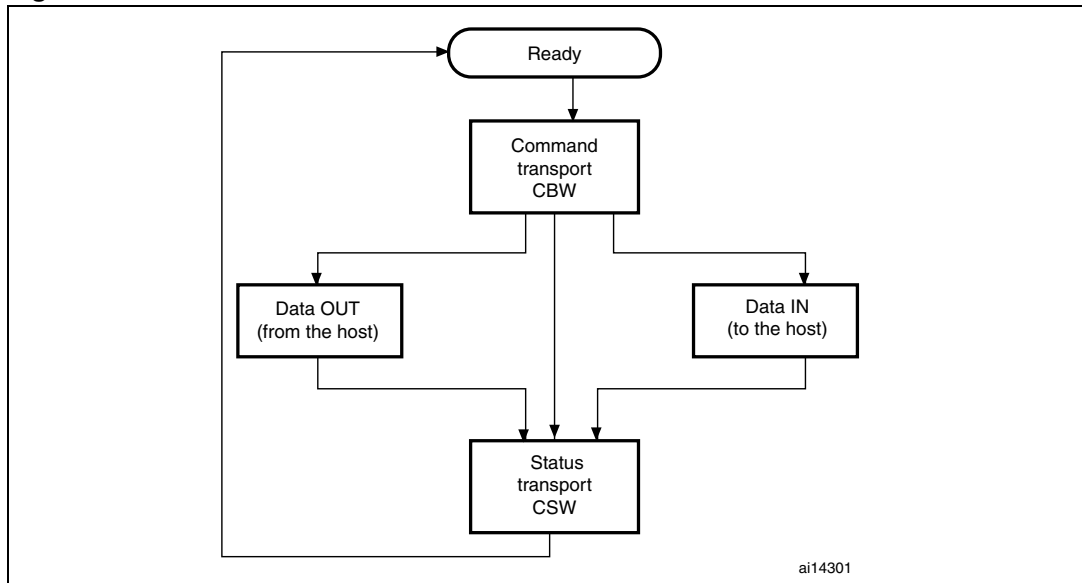 Ready
Command
transport
CBW
Data OUT
(from the host)
Data IN
(to the host)
Status
transport
CSW
ai14301